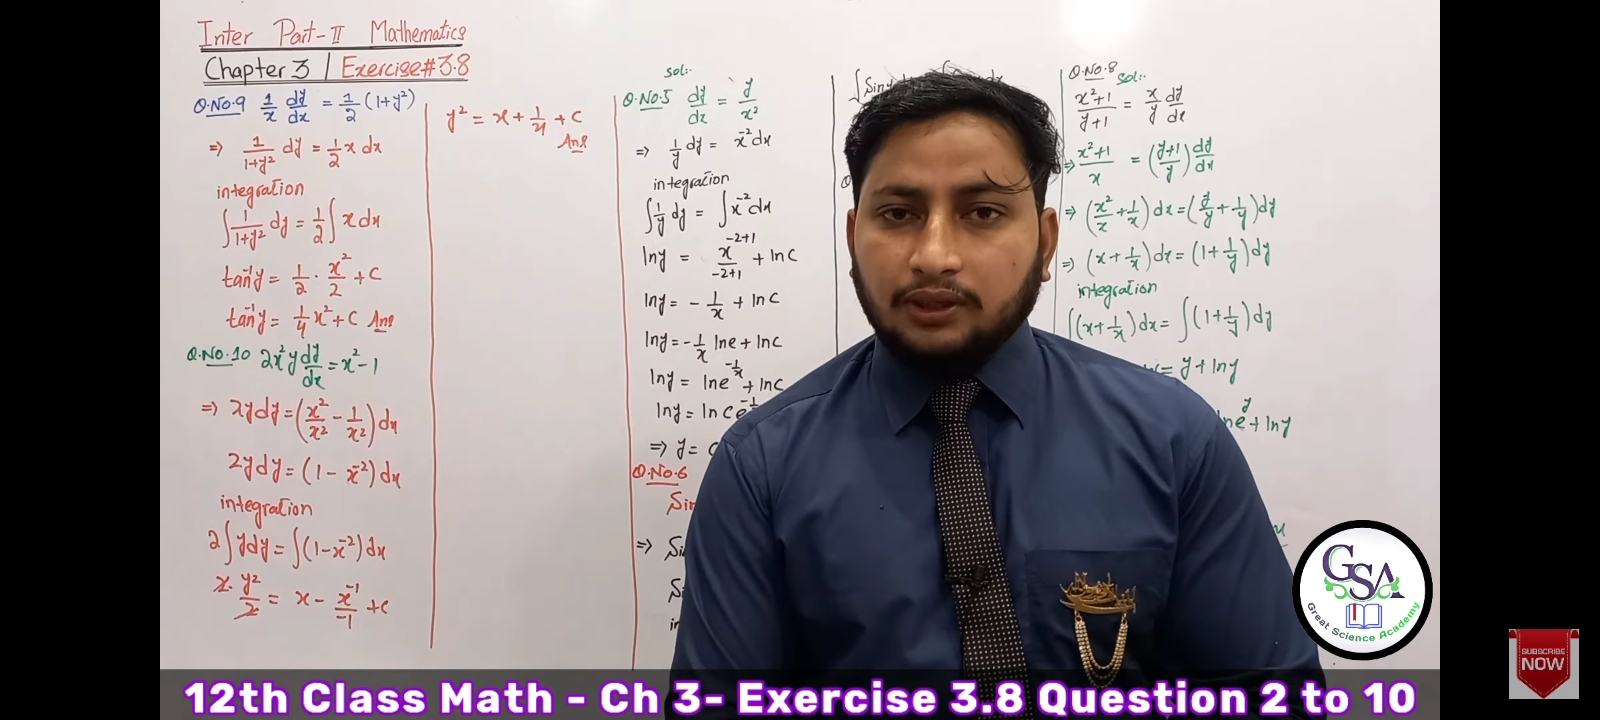 Inter Part-II Mathematics
Chapter 3 | Exercise#3.8
Q.No.9 1/x dy/dx = 1/2 (1+y²)
⇒ 1/(1+y²) dy = 1/2 x dx
integration
∫ 1/(1+y²) dy = 1/2 ∫ x dx
tan⁻¹y = 1/2 · x²/2 + C
tan⁻¹y = 1/4 x² + C Ans
Q.No.10 2x²y dy/dx = x²-1
⇒ 2ydy = (x²/x² - 1/x²) dx
2ydy = (1 - x⁻²) dx
integration
2∫ydy = ∫(1-x⁻²) dx
2· y²/2 = x - x⁻¹/-1 + c
y² = x + 1/x + C
Ans
Sol:-
Q.No.5 dy/dx = y/x²
⇒ 1/y dy = x⁻² dx
integration
∫ 1/y dy = ∫ x⁻² dx
lny = x⁻²⁺¹/-2+1 + lnC
lny = - 1/x + lnC
lny = - 1/x lne + lnC
lny = lne^(-1/x) + lnC
lny = lnCe
⇒ y =
Q.No.6
⇒
Q.No.8 Sol:-
(x²+1)/(y+1) = x/y dy/dx
⇒ (x²+1)/x = ((y+1)/y) dy/dx
⇒ (x²/x + 1/x) dx = (y/y + 1/y) dy
⇒ (x + 1/x) dx = (1 + 1/y) dy
integration
∫(x + 1/x) dx = ∫(1 + 1/y) dy
= y + lny
lne^y + lny
GSA
Great Science Academy
SUBSCRIBE
NOW
12th Class Math - Ch 3- Exercise 3.8 Question 2 to 10